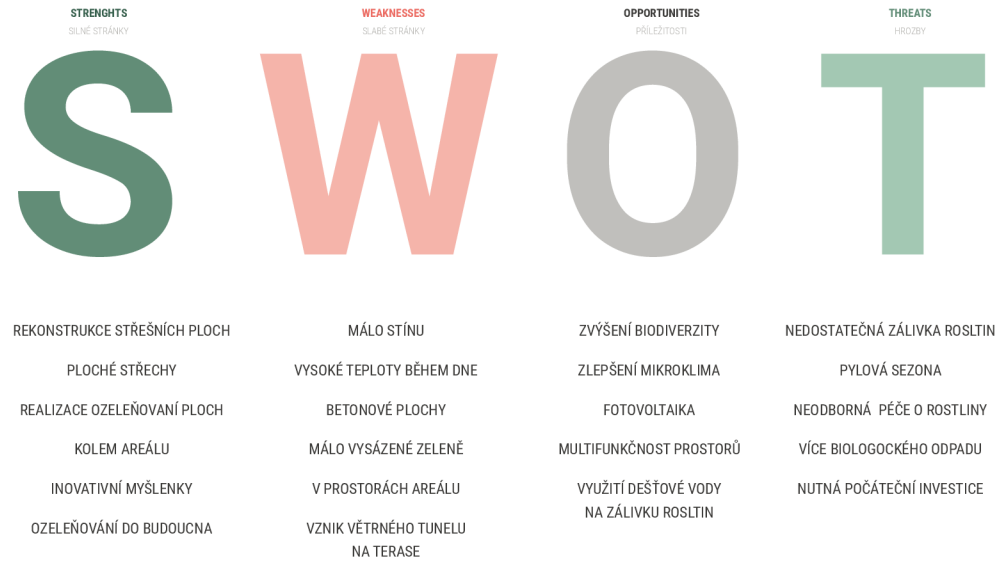 STRENGHTS
SILNÉ STRÁNKY
S
REKONSTRUKCE STŘEŠNÍCH PLOCH
PLOCHÉ STŘECHY
REALIZACE OZELEŇOVANÍ PLOCH
KOLEM AREÁLU
INOVATIVNÍ MYŠLENKY
OZELEŇOVÁNÍ DO BUDOUCNA
WEAKNESSES
SLABÉ STRÁNKY
W
MÁLO STÍNU
VYSOKÉ TEPLOTY BĚHEM DNE
BETONOVÉ PLOCHY
MÁLO VYSÁZENÉ ZELENĚ
V PROSTORÁCH AREÁLU
VZNIK VĚTRNÉHO TUNELU
NA TERASE
OPPORTUNITIES
PŘÍLEŽITOSTI
O
ZVÝŠENÍ BIODIVERZITY
ZLEPŠENÍ MIKROKLIMA
FOTOVOLTAIKA
MULTIFUNKČNOST PROSTORŮ
VYUŽITÍ DEŠŤOVÉ VODY
NA ZÁLIVKU ROSLTIN
THREATS
HROZBY
T
NEDOSTATEČNÁ ZÁLIVKA ROSLTIN
PYLOVÁ SEZONA
NEODBORNÁ  PÉČE O ROSTLINY
VÍCE BIOLOGOCKÉHO ODPADU
NUTNÁ POČÁTEČNÍ INVESTICE